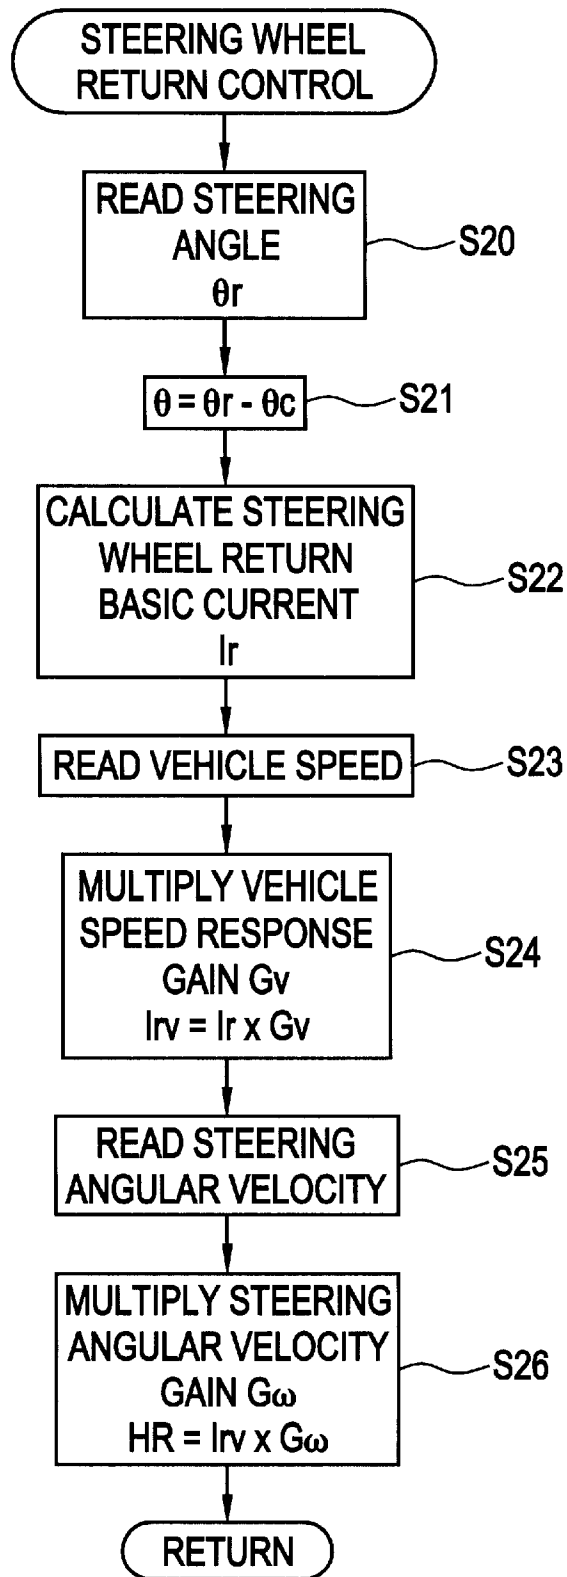 STEERING WHEEL
RETURN CONTROL
READ STEERING
ANGLE
θr
S20
θ = θr - θc
S21
CALCULATE STEERING
WHEEL RETURN
BASIC CURRENT
Ir
S22
READ VEHICLE SPEED
S23
MULTIPLY VEHICLE
SPEED RESPONSE
GAIN Gv
Irv = Ir x Gv
S24
READ STEERING
ANGULAR VELOCITY
S25
MULTIPLY STEERING
ANGULAR VELOCITY
GAIN Gω
HR = Irv x Gω
S26
RETURN